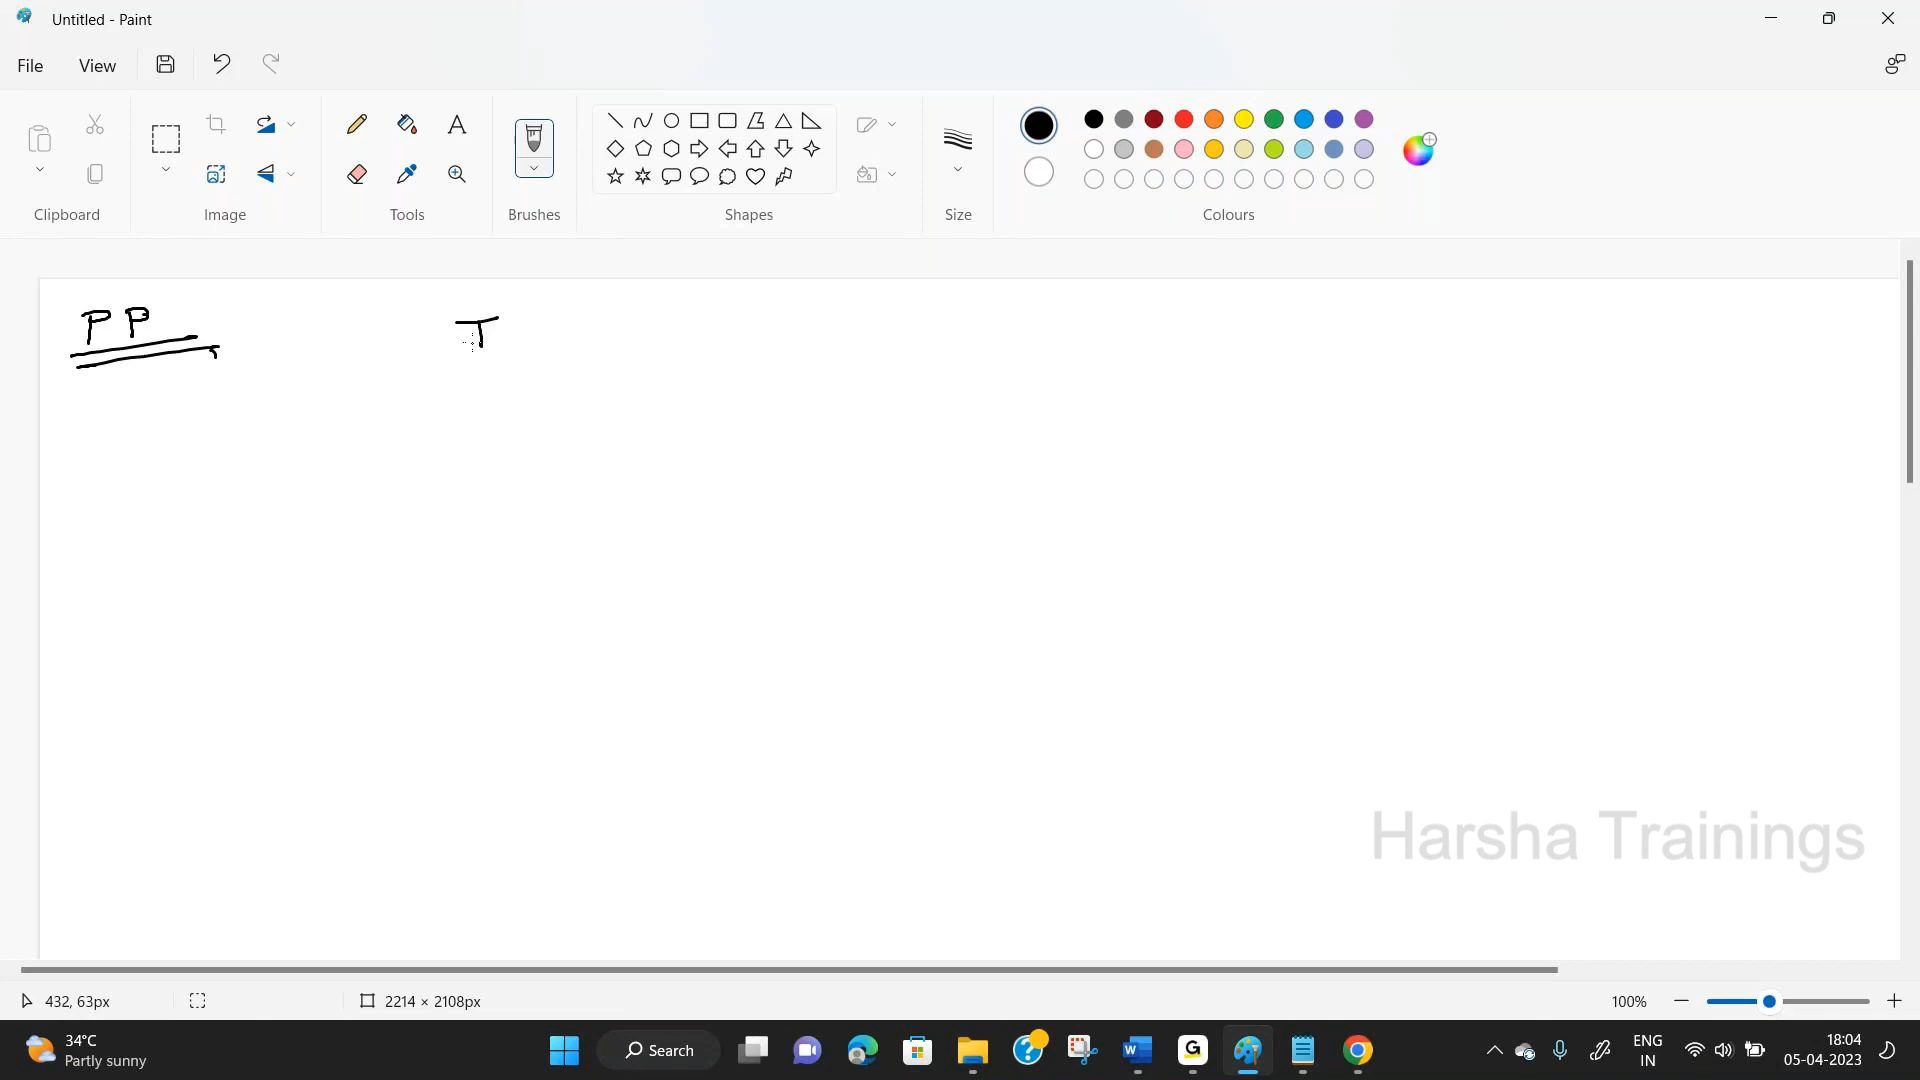 Untitled - Paint
File View
Clipboard Image Tools Brushes Shapes Size Colours
PP T
Harsha Trainings
432, 63px 2214 × 2108px 100%
34°C
Partly sunny
Search
ENG
IN
18:04
05-04-2023